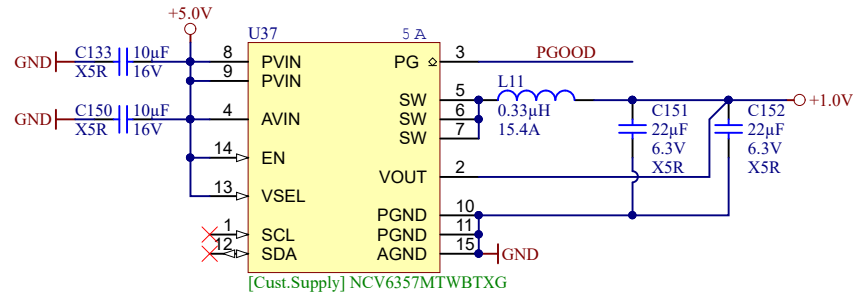 +5.0V
U37
5 A
GND
C133
10µF
X5R
16V
8
PVIN
9
PVIN
PG
3
PGOOD
GND
C150
10µF
X5R
16V
4
AVIN
SW
5
SW
6
SW
7
L11
0.33µH
15.4A
+1.0V
C151
22µF
6.3V
X5R
C152
22µF
6.3V
X5R
14
EN
VOUT
2
13
VSEL
PGND
10
1
SCL
PGND
11
12
SDA
AGND
15
GND
[Cust.Supply] NCV6357MTWBTXG